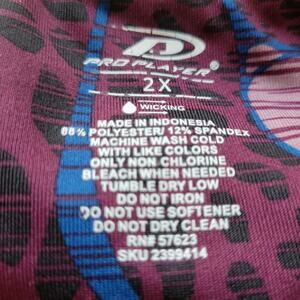 PRO PLAYER®
2X
WICKING
MADE IN INDONESIA
88% POLYESTER/ 12% SPANDEX
MACHINE WASH COLD
WITH LIKE COLORS
ONLY NON CHLORINE
BLEACH WHEN NEEDED
TUMBLE DRY LOW
DO NOT IRON
DO NOT USE SOFTENER
DO NOT DRY CLEAN
RN# 57623
SKU 2399414